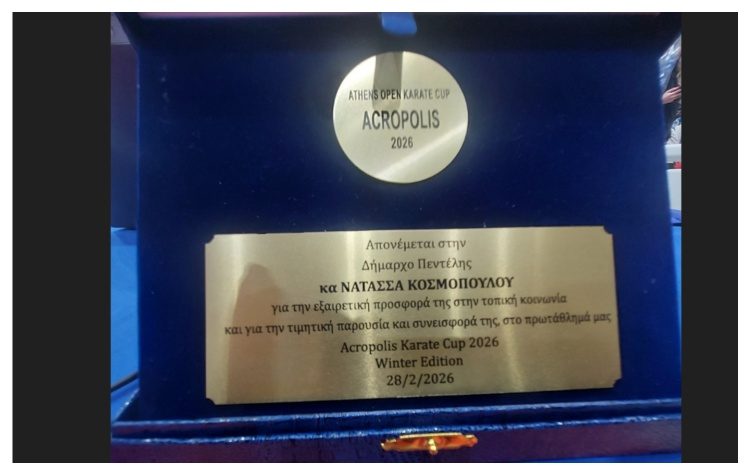 ATHENS OPEN KARATE CUP
ACROPOLIS
2026
Απονέμεται στην
Δήμαρχο Πεντέλης
κα ΝΑΤΑΣΣΑ ΚΟΣΜΟΠΟΥΛΟΥ
για την εξαιρετική προσφορά της στην τοπική κοινωνία
και για την τιμητική παρουσία και συνεισφορά της, στο πρωτάθλημά μας
Acropolis Karate Cup 2026
Winter Edition
28/2/2026